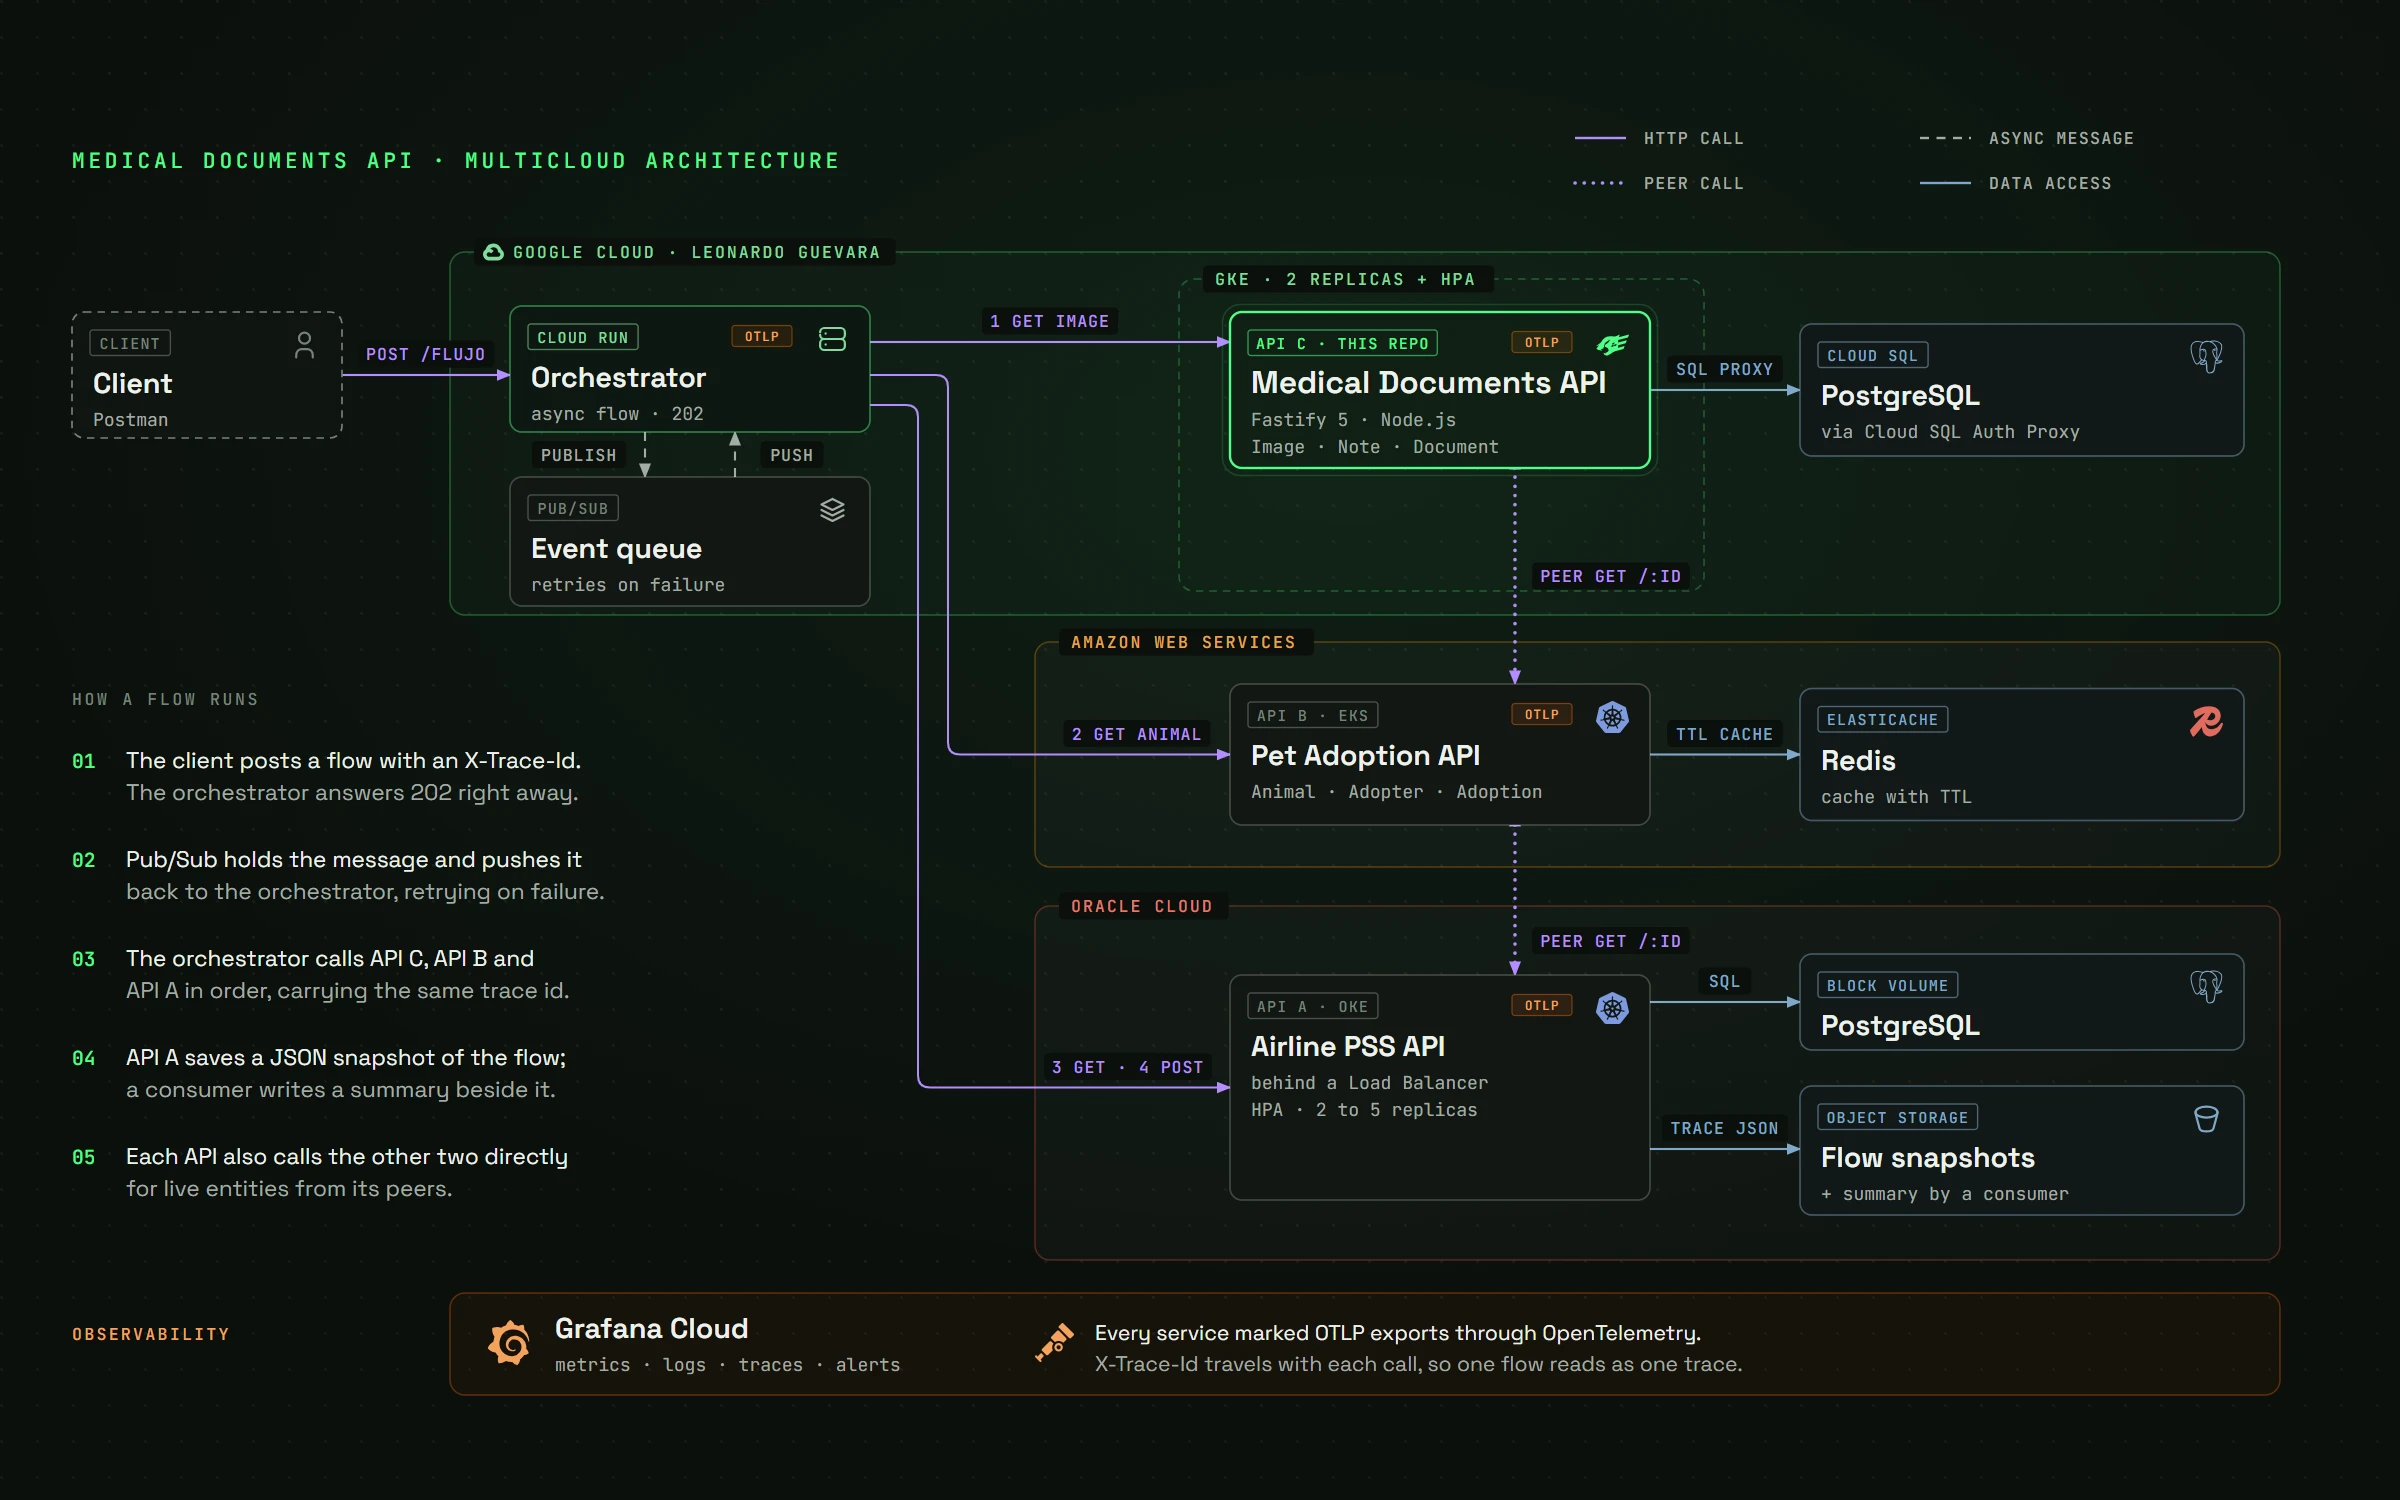 MEDICAL DOCUMENTS API · MULTICLOUD ARCHITECTURE
HTTP CALL
ASYNC MESSAGE
PEER CALL
DATA ACCESS
GOOGLE CLOUD · LEONARDO GUEVARA
GKE · 2 REPLICAS + HPA
CLIENT
Client
Postman
POST /FLUJO
CLOUD RUN
OTLP
Orchestrator
async flow · 202
PUBLISH
PUSH
PUB/SUB
Event queue
retries on failure
1 GET IMAGE
API C · THIS REPO
OTLP
Medical Documents API
Fastify 5 · Node.js
Image · Note · Document
SQL PROXY
CLOUD SQL
PostgreSQL
via Cloud SQL Auth Proxy
PEER GET /:ID
AMAZON WEB SERVICES
2 GET ANIMAL
API B · EKS
OTLP
Pet Adoption API
Animal · Adopter · Adoption
TTL CACHE
ELASTICACHE
Redis
cache with TTL
ORACLE CLOUD
PEER GET /:ID
3 GET · 4 POST
API A · OKE
OTLP
Airline PSS API
behind a Load Balancer
HPA · 2 to 5 replicas
SQL
BLOCK VOLUME
PostgreSQL
TRACE JSON
OBJECT STORAGE
Flow snapshots
+ summary by a consumer
HOW A FLOW RUNS
01 The client posts a flow with an X-Trace-Id.
The orchestrator answers 202 right away.
02 Pub/Sub holds the message and pushes it
back to the orchestrator, retrying on failure.
03 The orchestrator calls API C, API B and
API A in order, carrying the same trace id.
04 API A saves a JSON snapshot of the flow;
a consumer writes a summary beside it.
05 Each API also calls the other two directly
for live entities from its peers.
OBSERVABILITY
Grafana Cloud
metrics · logs · traces · alerts
Every service marked OTLP exports through OpenTelemetry.
X-Trace-Id travels with each call, so one flow reads as one trace.